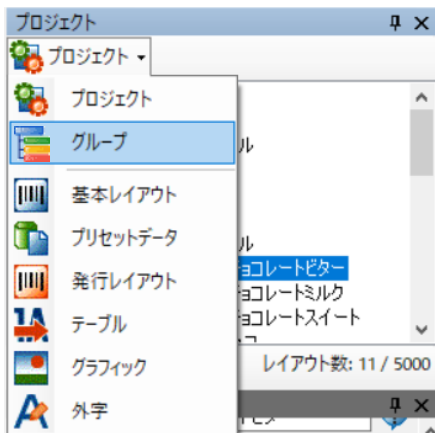 プロジェクト
プロジェクト
プロジェクト
グループ
ル
基本レイアウト
プリセットデータ
ル
チョコレートビター
発行レイアウト
チョコレートミルク
テーブル
チョコレートスイート
グラフィック
レイアウト数: 11 / 5000
外字